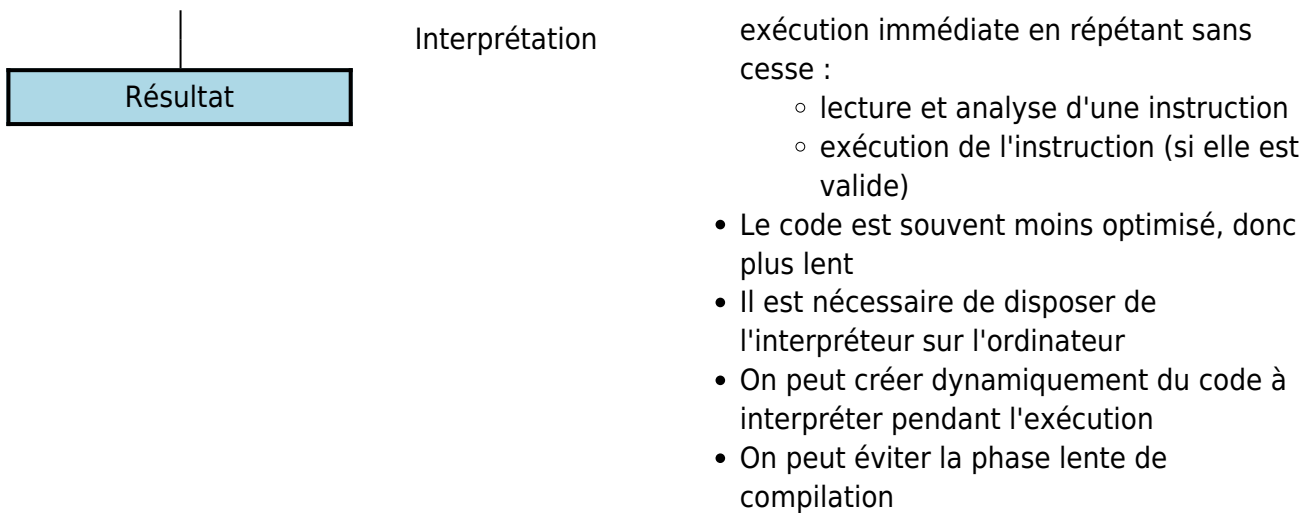 Résultat
Interprétation
exécution immédiate en répétant sans
cesse :
◦ lecture et analyse d'une instruction
◦ exécution de l'instruction (si elle est
valide)
• Le code est souvent moins optimisé, donc
plus lent
• Il est nécessaire de disposer de
l'interpréteur sur l'ordinateur
• On peut créer dynamiquement du code à
interpréter pendant l'exécution
• On peut éviter la phase lente de
compilation